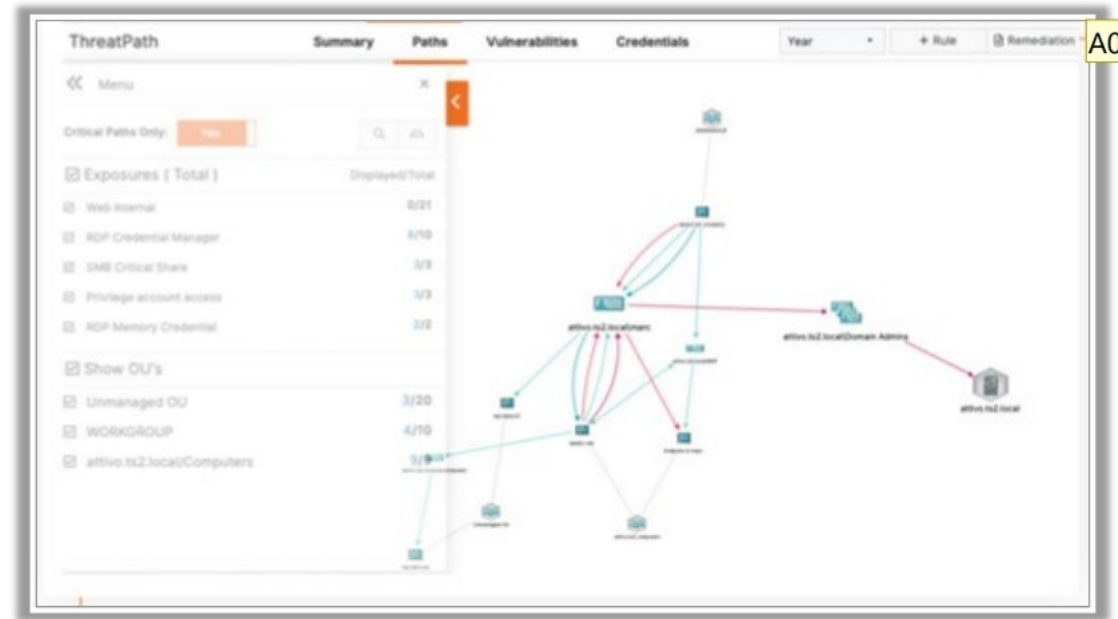 ThreatPath Summary Paths Vulnerabilities Credentials Year + Rule Remediation A0
Menu
Critical Paths Only: Yes
Exposures ( Total ) Displayed/Total
Web Internal 0/21
RDP Credential Manager 8/10
SMB Critical Share 3/3
Privilege account access 3/3
RDP Memory Credential 2/2
Show OU's
Unmanaged OU 3/20
WORKGROUP 4/10
attivo.ts2.local/Computers 9/9
attivo.ts2.local\marc
attivo.ts2.local\Domain Admins
attivo.ts2.local